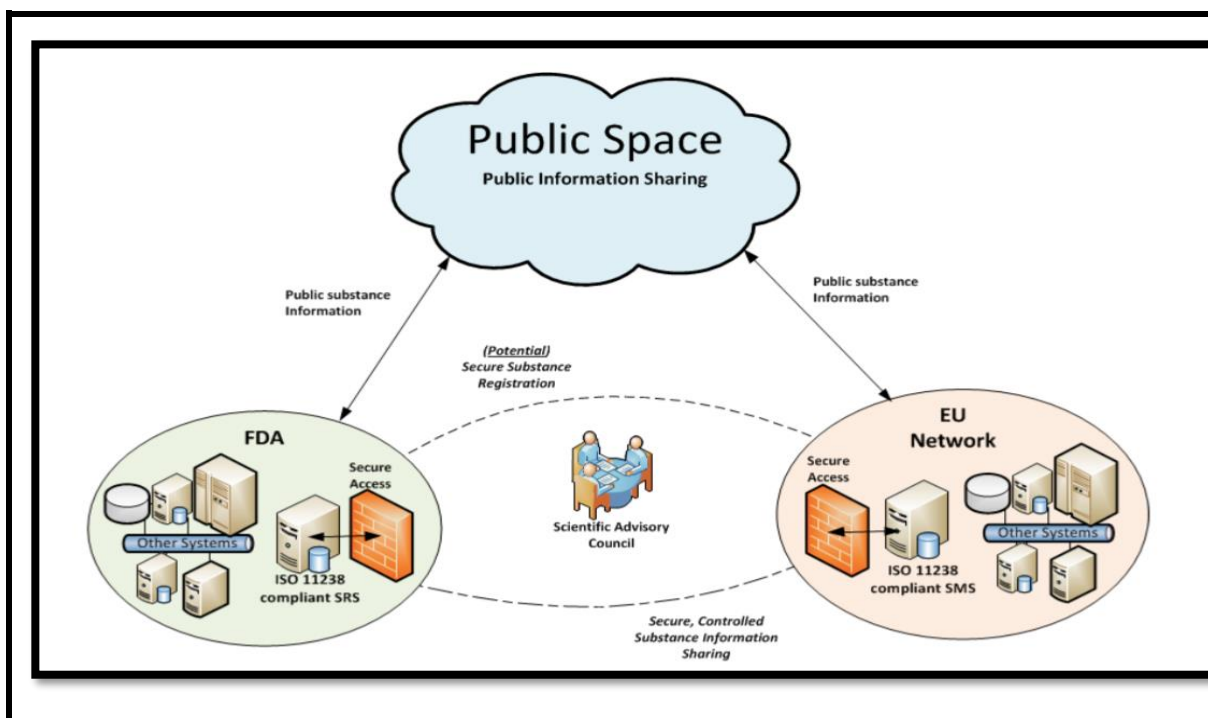 Public Space
Public Information Sharing
Public substance
Information
Public substance
Information
(Potential)
Secure Substance
Registration
FDA
Secure
Access
Other Systems
ISO 11238
compliant SRS
Scientific Advisory
Council
EU
Network
Secure
Access
Other Systems
ISO 11238
compliant SMS
Secure, Controlled
Substance Information
Sharing